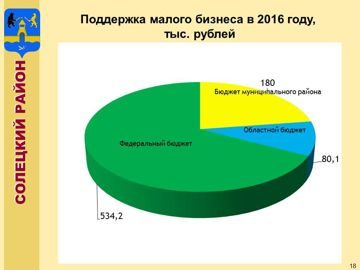 Поддержка малого бизнеса в 2016 году,
тыс. рублей
СОЛЕЦКИЙ РАЙОН
180
Бюджет муниципального района
Областной бюджет
Федеральный бюджет
80,1
534,2
18